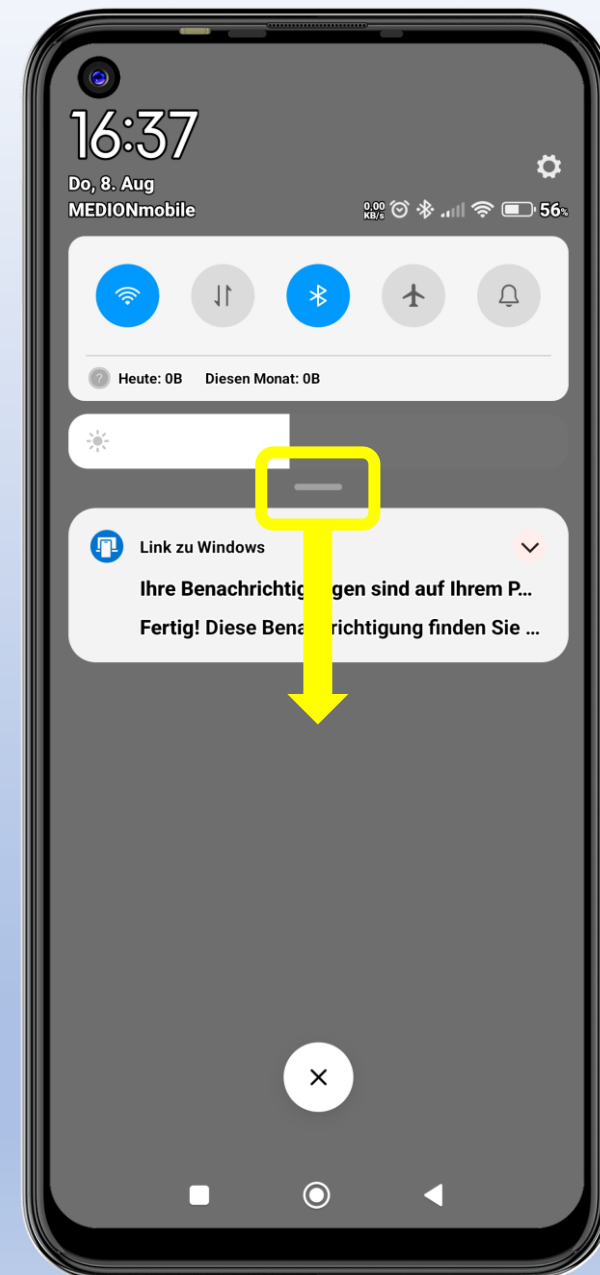 16:37
Do, 8. Aug
MEDIONmobile
0,00
KB/s
56%
Heute: 0B Diesen Monat: 0B
Link zu Windows
Ihre Benachrichtig gen sind auf Ihrem P...
Fertig! Diese Bena richtigung finden Sie ...